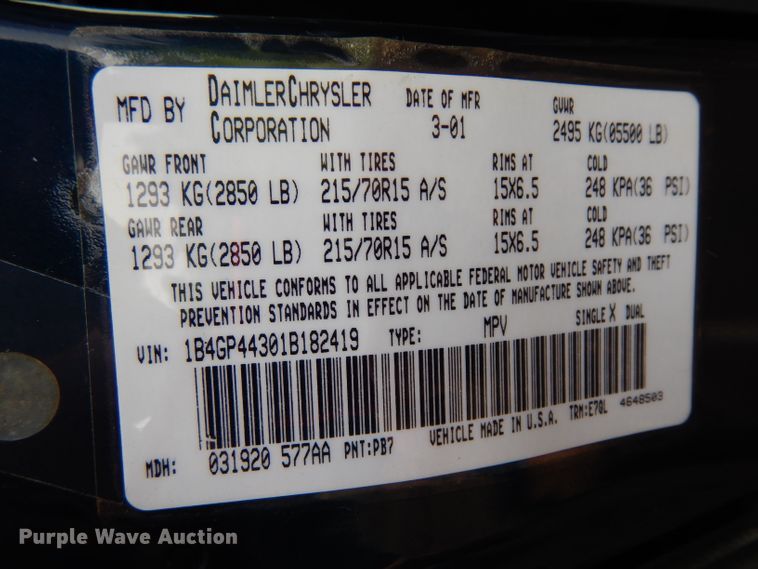 MFD BY DAIMLERCHRYSLER CORPORATION DATE OF MFR 3-01 GVWR 2495 KG(05500 LB)
GAWR FRONT WITH TIRES RIMS AT COLD
1293 KG(2850 LB) 215/70R15 A/S 15X6.5 248 KPA(36 PSI)
GAWR REAR WITH TIRES RIMS AT COLD
1293 KG(2850 LB) 215/70R15 A/S 15X6.5 248 KPA(36 PSI)
THIS VEHICLE CONFORMS TO ALL APPLICABLE FEDERAL MOTOR VEHICLE SAFETY AND THEFT
PREVENTION STANDARDS IN EFFECT ON THE DATE OF MANUFACTURE SHOWN ABOVE.
VIN: 1B4GP44301B182419 TYPE: MPV SINGLE X DUAL
MDH: 031920 577AA PNT:PB7 VEHICLE MADE IN U.S.A. TRM:E7QL 4648503
Purple Wave Auction